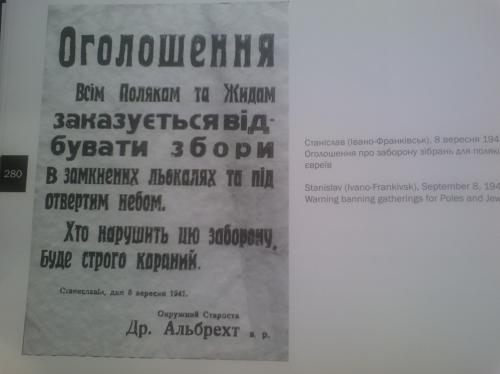 Оголошення
Всім Полякам та Жидам
заказується від-
бувати збори
в замкнених льокалях та під
отвертим небом.
Хто нарушить цю заборону,
буде строго караний.
Станиславів, дня 8 вересня 1941.
Окружний Староста
Др. Альбрехт в. р.
280
Станіслав (Івано-Франківськ), 8 вересня 194
Оголошення про заборону зібрань для поляк
євреїв
Stanislav (Ivano-Frankivsk), September 8, 194
Warning banning gatherings for Poles and Jew